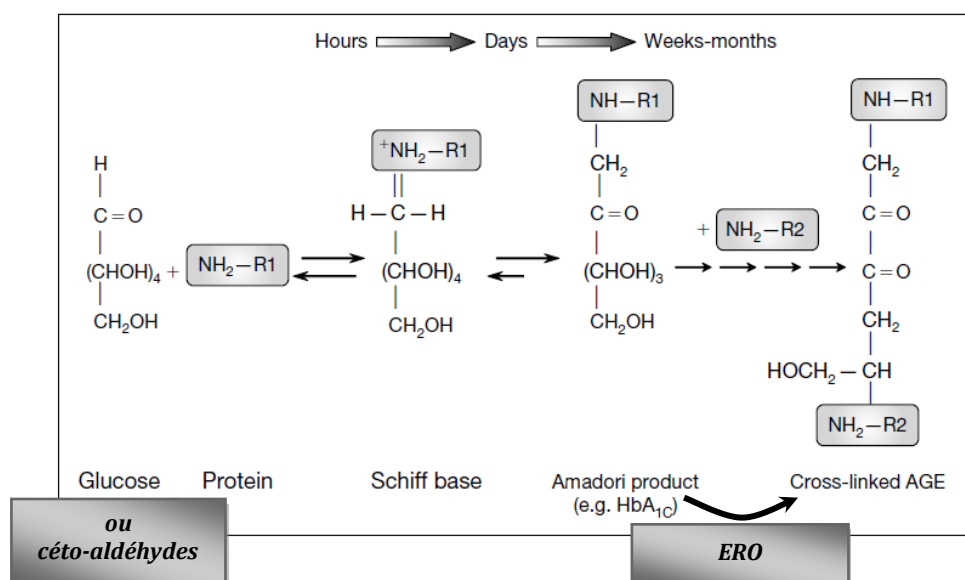 Hours Days Weeks-months
H
C=O
(CHOH)₄ + NH₂−R1
CH₂OH
⁺NH₂−R1
H−C−H
(CHOH)₄
CH₂OH
NH−R1
CH₂
C=O
(CHOH)₃
CH₂OH
+ NH₂−R2
NH−R1
CH₂
C=O
C=O
CH₂
HOCH₂−CH
NH₂−R2
Glucose Protein Schiff base Amadori product Cross-linked AGE
(e.g. HbA₁C)
ou
céto-aldéhydes
ERO